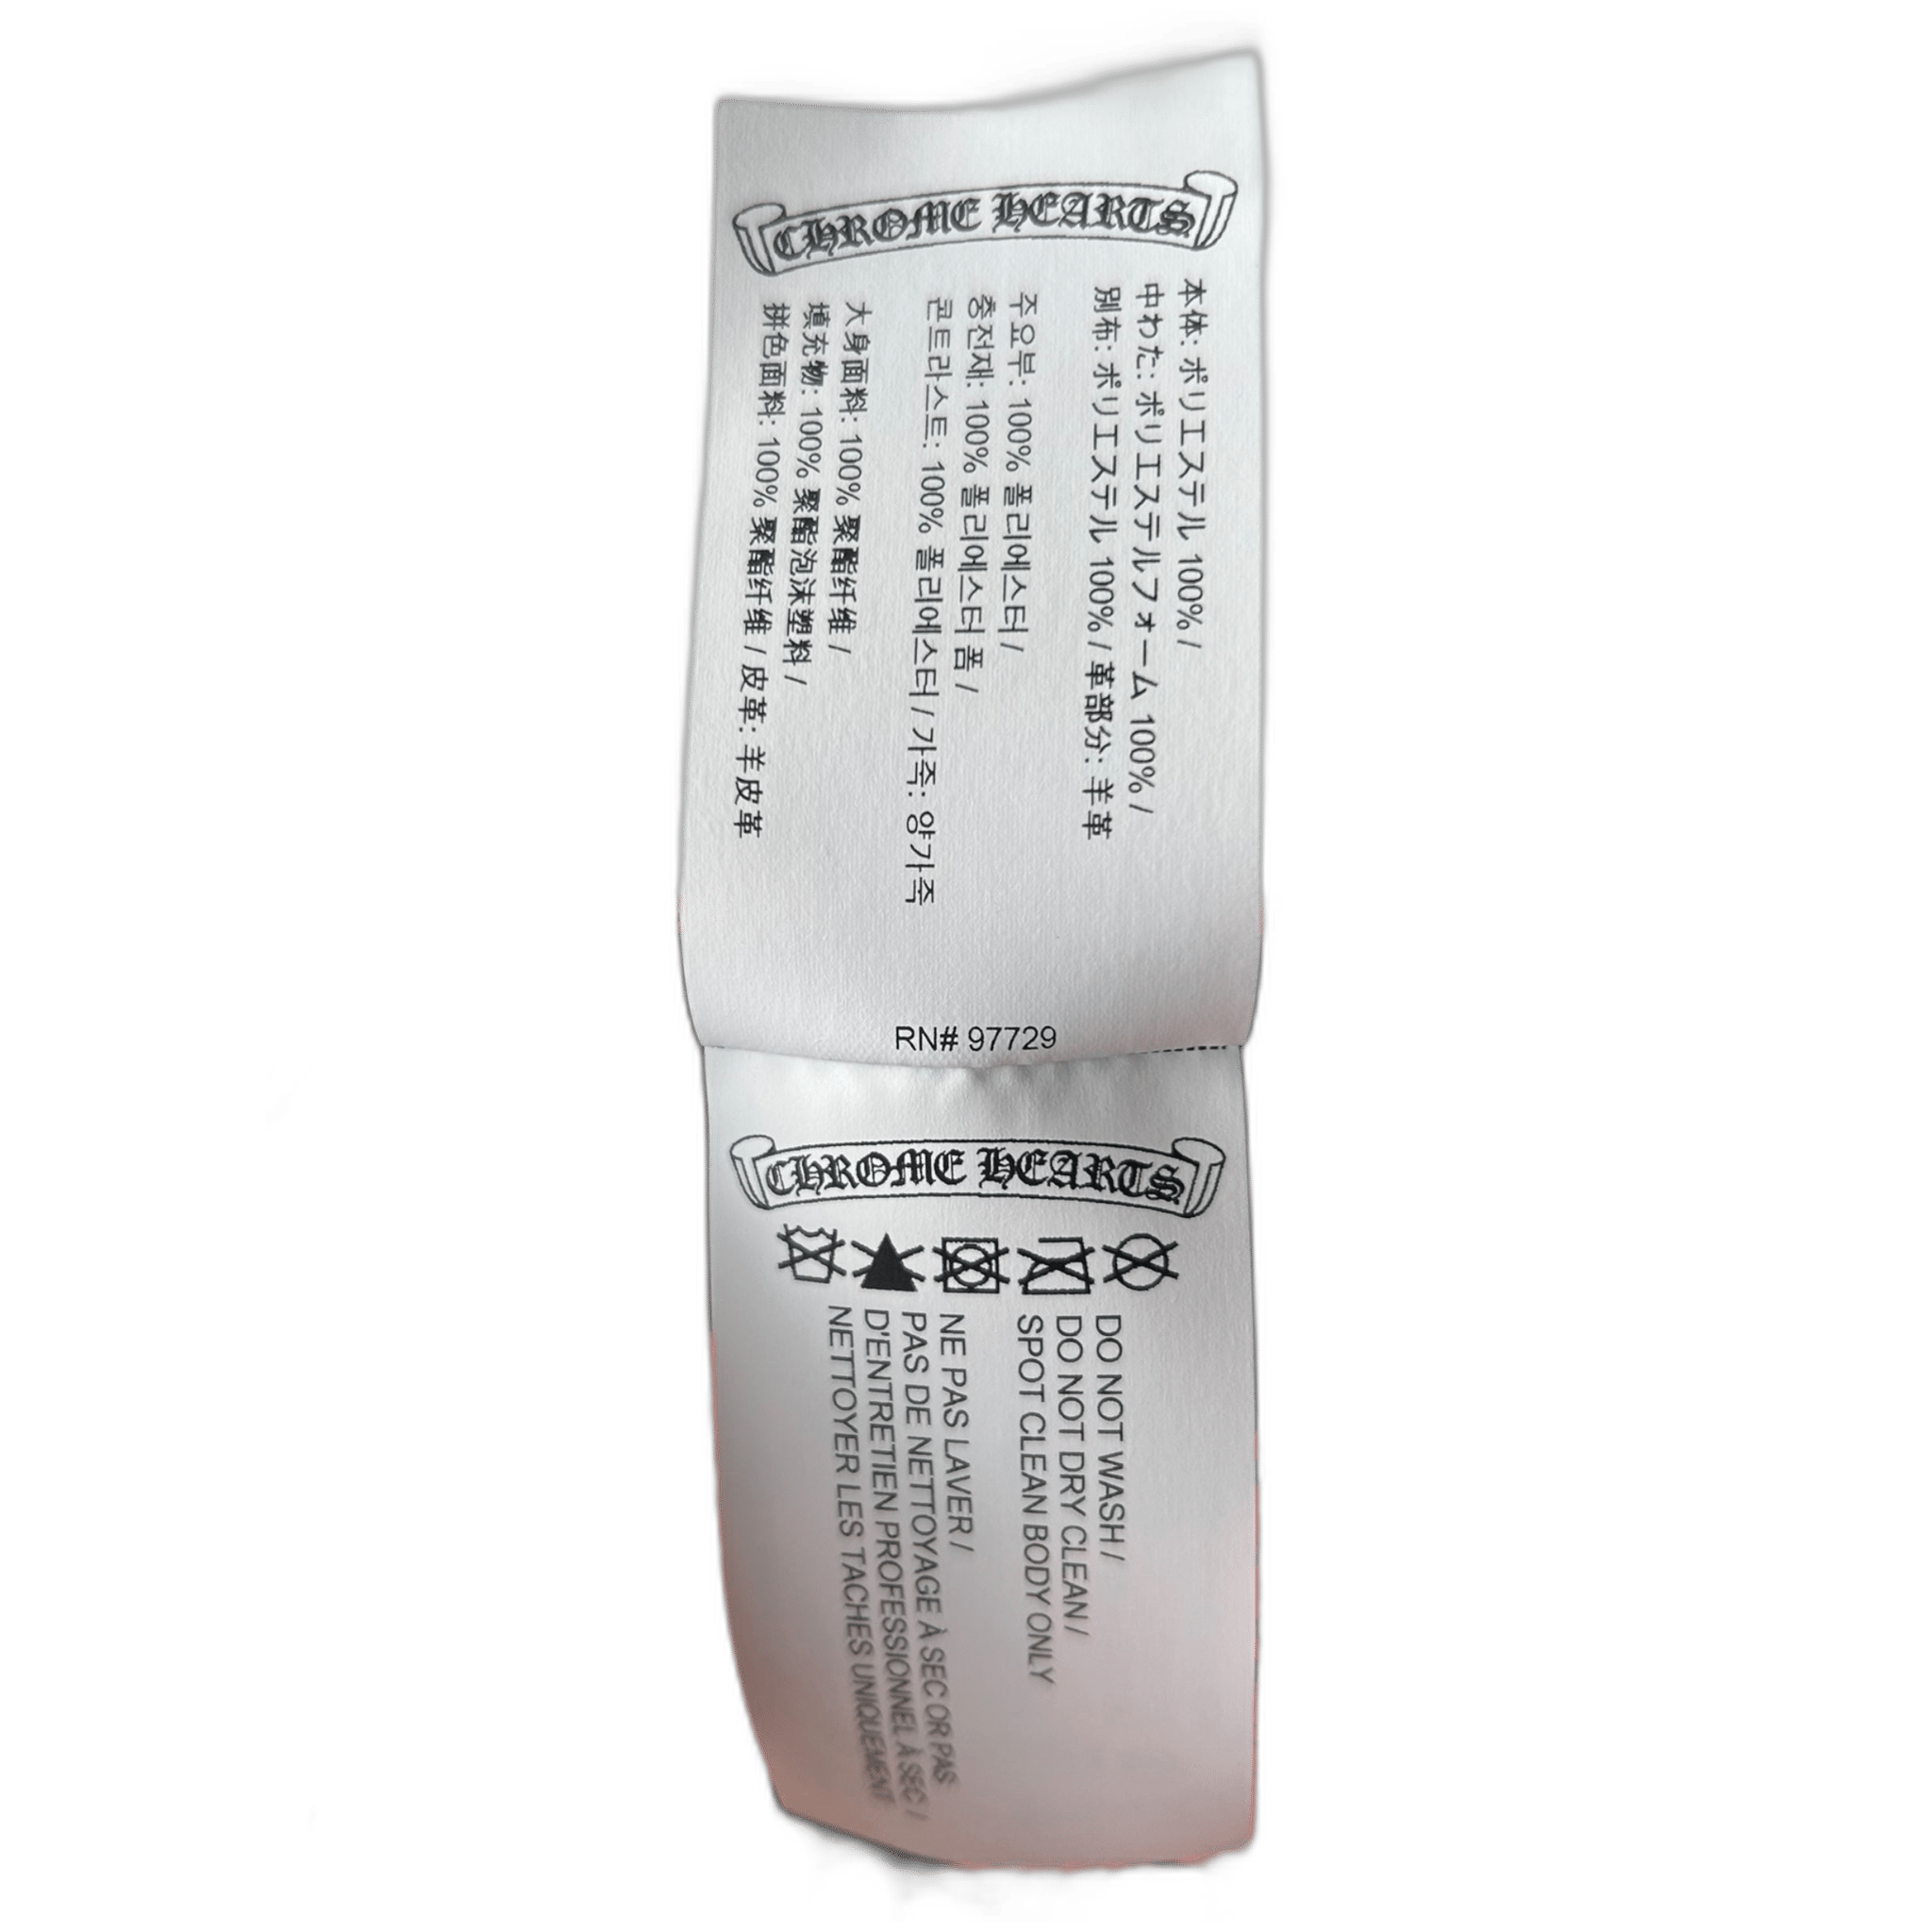 CHROME HEARTS
本体: ポリエステル 100% /
中わた: ポリエステルフォーム 100% /
別布: ポリエステル 100% / 革部分: 羊革
주요부: 100% 폴리에스터 /
충전재: 100% 폴리에스터 폼 /
콘트라스트: 100% 폴리에스터 / 가죽: 양가죽
大身面料: 100% 聚酯纤维 /
填充物: 100% 聚酯泡沫塑料 /
拼色面料: 100% 聚酯纤维 / 皮革: 羊皮革
RN# 97729
CHROME HEARTS
DO NOT WASH /
DO NOT DRY CLEAN /
SPOT CLEAN BODY ONLY
NE PAS LAVER /
PAS DE NETTOYAGE À SEC OR PAS
D'ENTRETIEN PROFESSIONNEL À SEC /
NETTOYER LES TACHES UNIQUEMENT